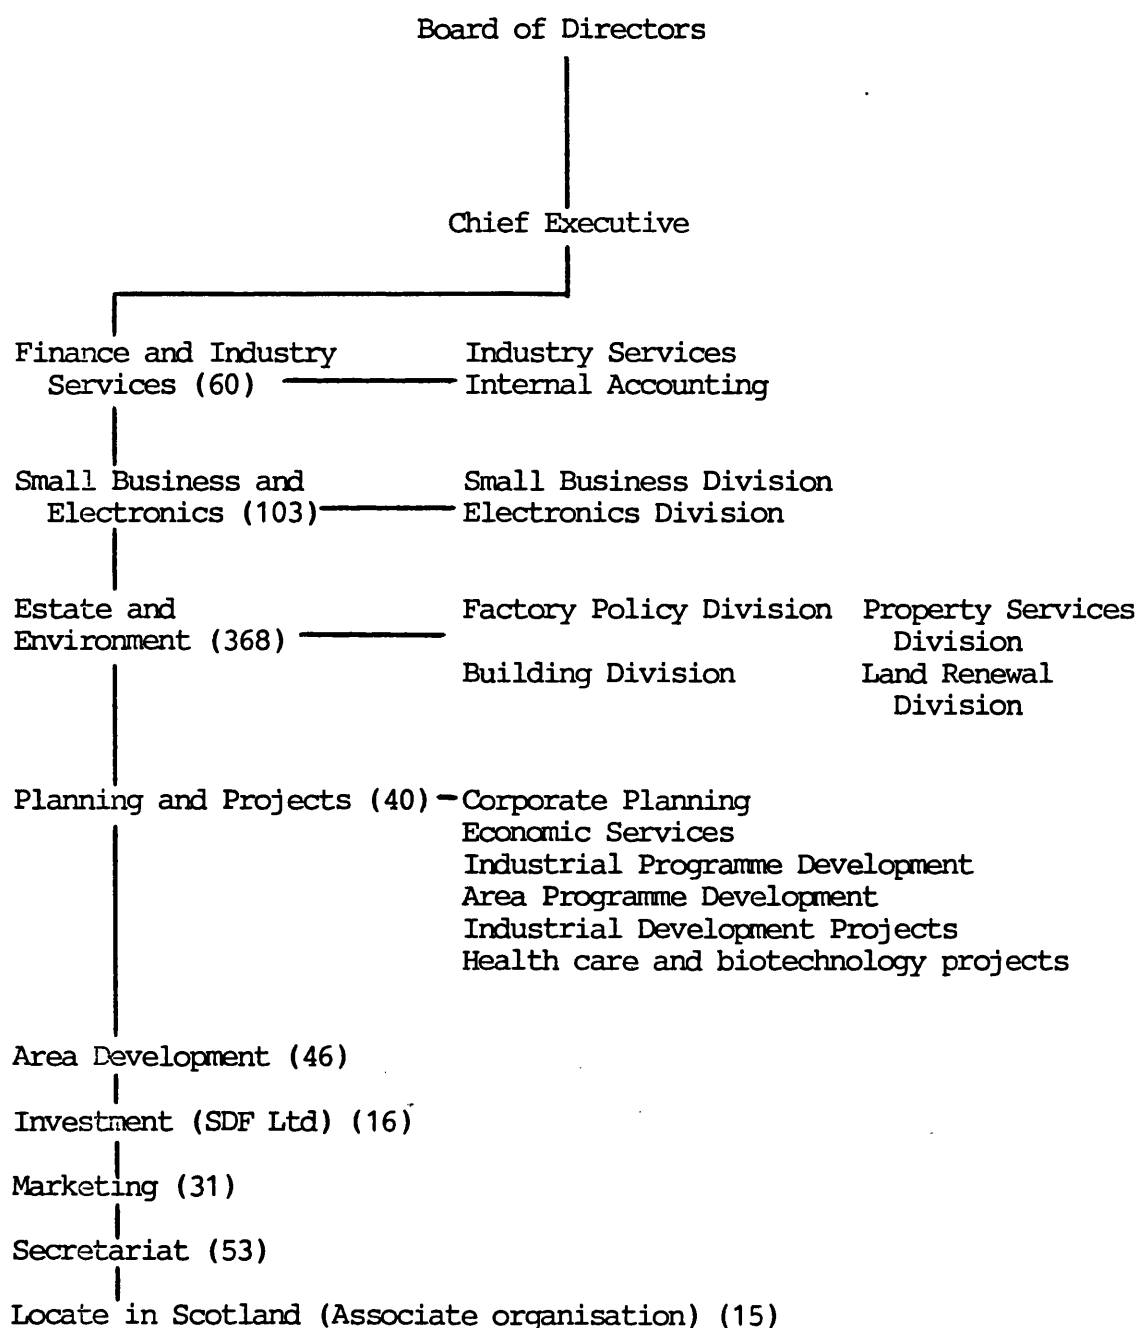 Board of Directors
Chief Executive
Finance and Industry
Services (60)
Industry Services
Internal Accounting
Small Business and
Electronics (103)
Small Business Division
Electronics Division
Estate and
Environment (368)
Factory Policy Division
Property Services
Division
Building Division
Land Renewal
Division
Planning and Projects (40)
Corporate Planning
Economic Services
Industrial Programme Development
Area Programme Development
Industrial Development Projects
Health care and biotechnology projects
Area Development (46)
Investment (SDF Ltd) (16)
Marketing (31)
Secretariat (53)
Locate in Scotland (Associate organisation) (15)